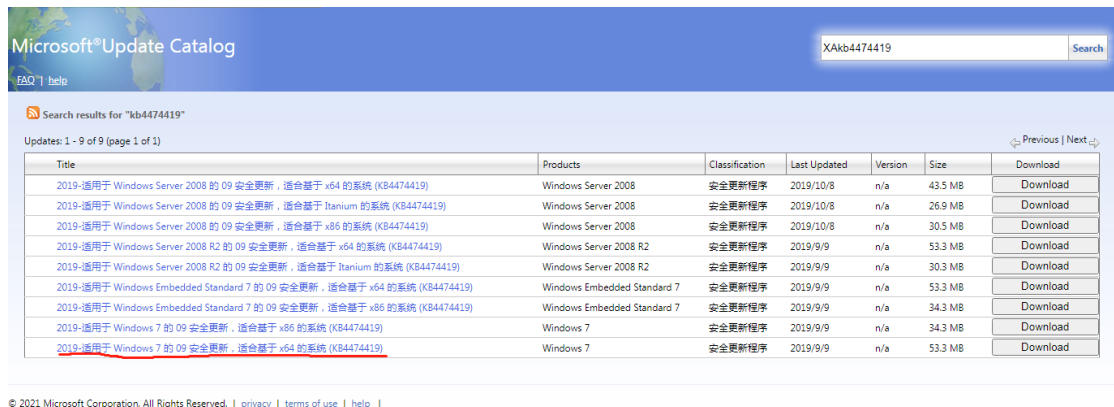 Microsoft®Update Catalog
XAkb4474419 Search
FAQ | help
Search results for "kb4474419"
Updates: 1 - 9 of 9 (page 1 of 1) Previous | Next
Title Products Classification Last Updated Version Size Download
2019-适用于 Windows Server 2008 的 09 安全更新，适合基于 x64 的系统 (KB4474419) Windows Server 2008 安全更新程序 2019/10/8 n/a 43.5 MB Download
2019-适用于 Windows Server 2008 的 09 安全更新，适合基于 Itanium 的系统 (KB4474419) Windows Server 2008 安全更新程序 2019/10/8 n/a 26.9 MB Download
2019-适用于 Windows Server 2008 的 09 安全更新，适合基于 x86 的系统 (KB4474419) Windows Server 2008 安全更新程序 2019/10/8 n/a 30.5 MB Download
2019-适用于 Windows Server 2008 R2 的 09 安全更新，适合基于 x64 的系统 (KB4474419) Windows Server 2008 R2 安全更新程序 2019/9/9 n/a 53.3 MB Download
2019-适用于 Windows Server 2008 R2 的 09 安全更新，适合基于 Itanium 的系统 (KB4474419) Windows Server 2008 R2 安全更新程序 2019/9/9 n/a 30.3 MB Download
2019-适用于 Windows Embedded Standard 7 的 09 安全更新，适合基于 x64 的系统 (KB4474419) Windows Embedded Standard 7 安全更新程序 2019/9/9 n/a 53.3 MB Download
2019-适用于 Windows Embedded Standard 7 的 09 安全更新，适合基于 x86 的系统 (KB4474419) Windows Embedded Standard 7 安全更新程序 2019/9/9 n/a 34.3 MB Download
2019-适用于 Windows 7 的 09 安全更新，适合基于 x86 的系统 (KB4474419) Windows 7 安全更新程序 2019/9/9 n/a 34.3 MB Download
2019-适用于 Windows 7 的 09 安全更新，适合基于 x64 的系统 (KB4474419) Windows 7 安全更新程序 2019/9/9 n/a 53.3 MB Download
© 2021 Microsoft Corporation. All Rights Reserved. | privacy | terms of use | help |